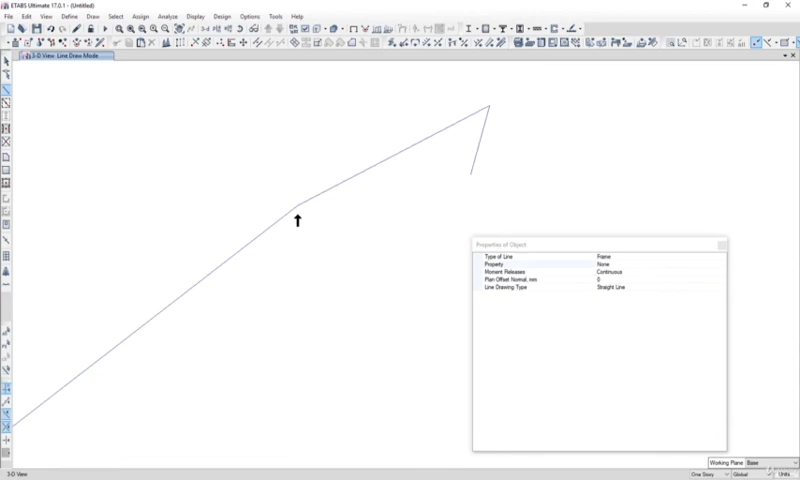 ETABS Ultimate 17.0.1 - (Untitled)
File Edit View Define Draw Select Assign Analyze Display Design Options Tools Help
3-D View Line Draw Mode
Properties of Object
Type of Line Frame
Property None
Moment Releases Continuous
Plan Offset Normal, mm 0
Line Drawing Type Straight Line
Working Plane Base
3-D View One Story Global Units...